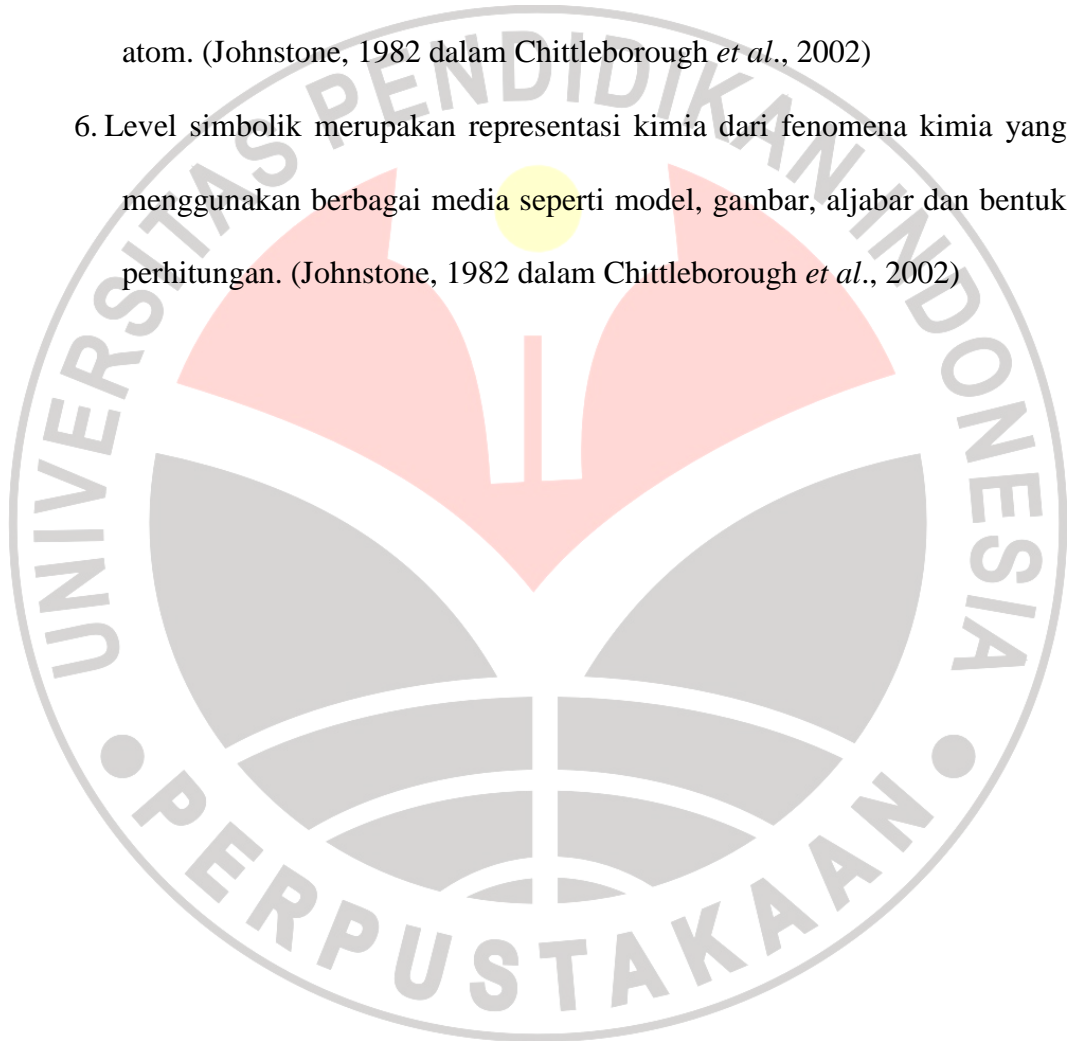 atom. (Johnstone, 1982 dalam Chittleborough et al., 2002)
6. Level simbolik merupakan representasi kimia dari fenomena kimia yang
menggunakan berbagai media seperti model, gambar, aljabar dan bentuk
perhitungan. (Johnstone, 1982 dalam Chittleborough et al., 2002)
UNIVERSITAS PENDIDIKAN INDONESIA
PERPUSTAKAAN